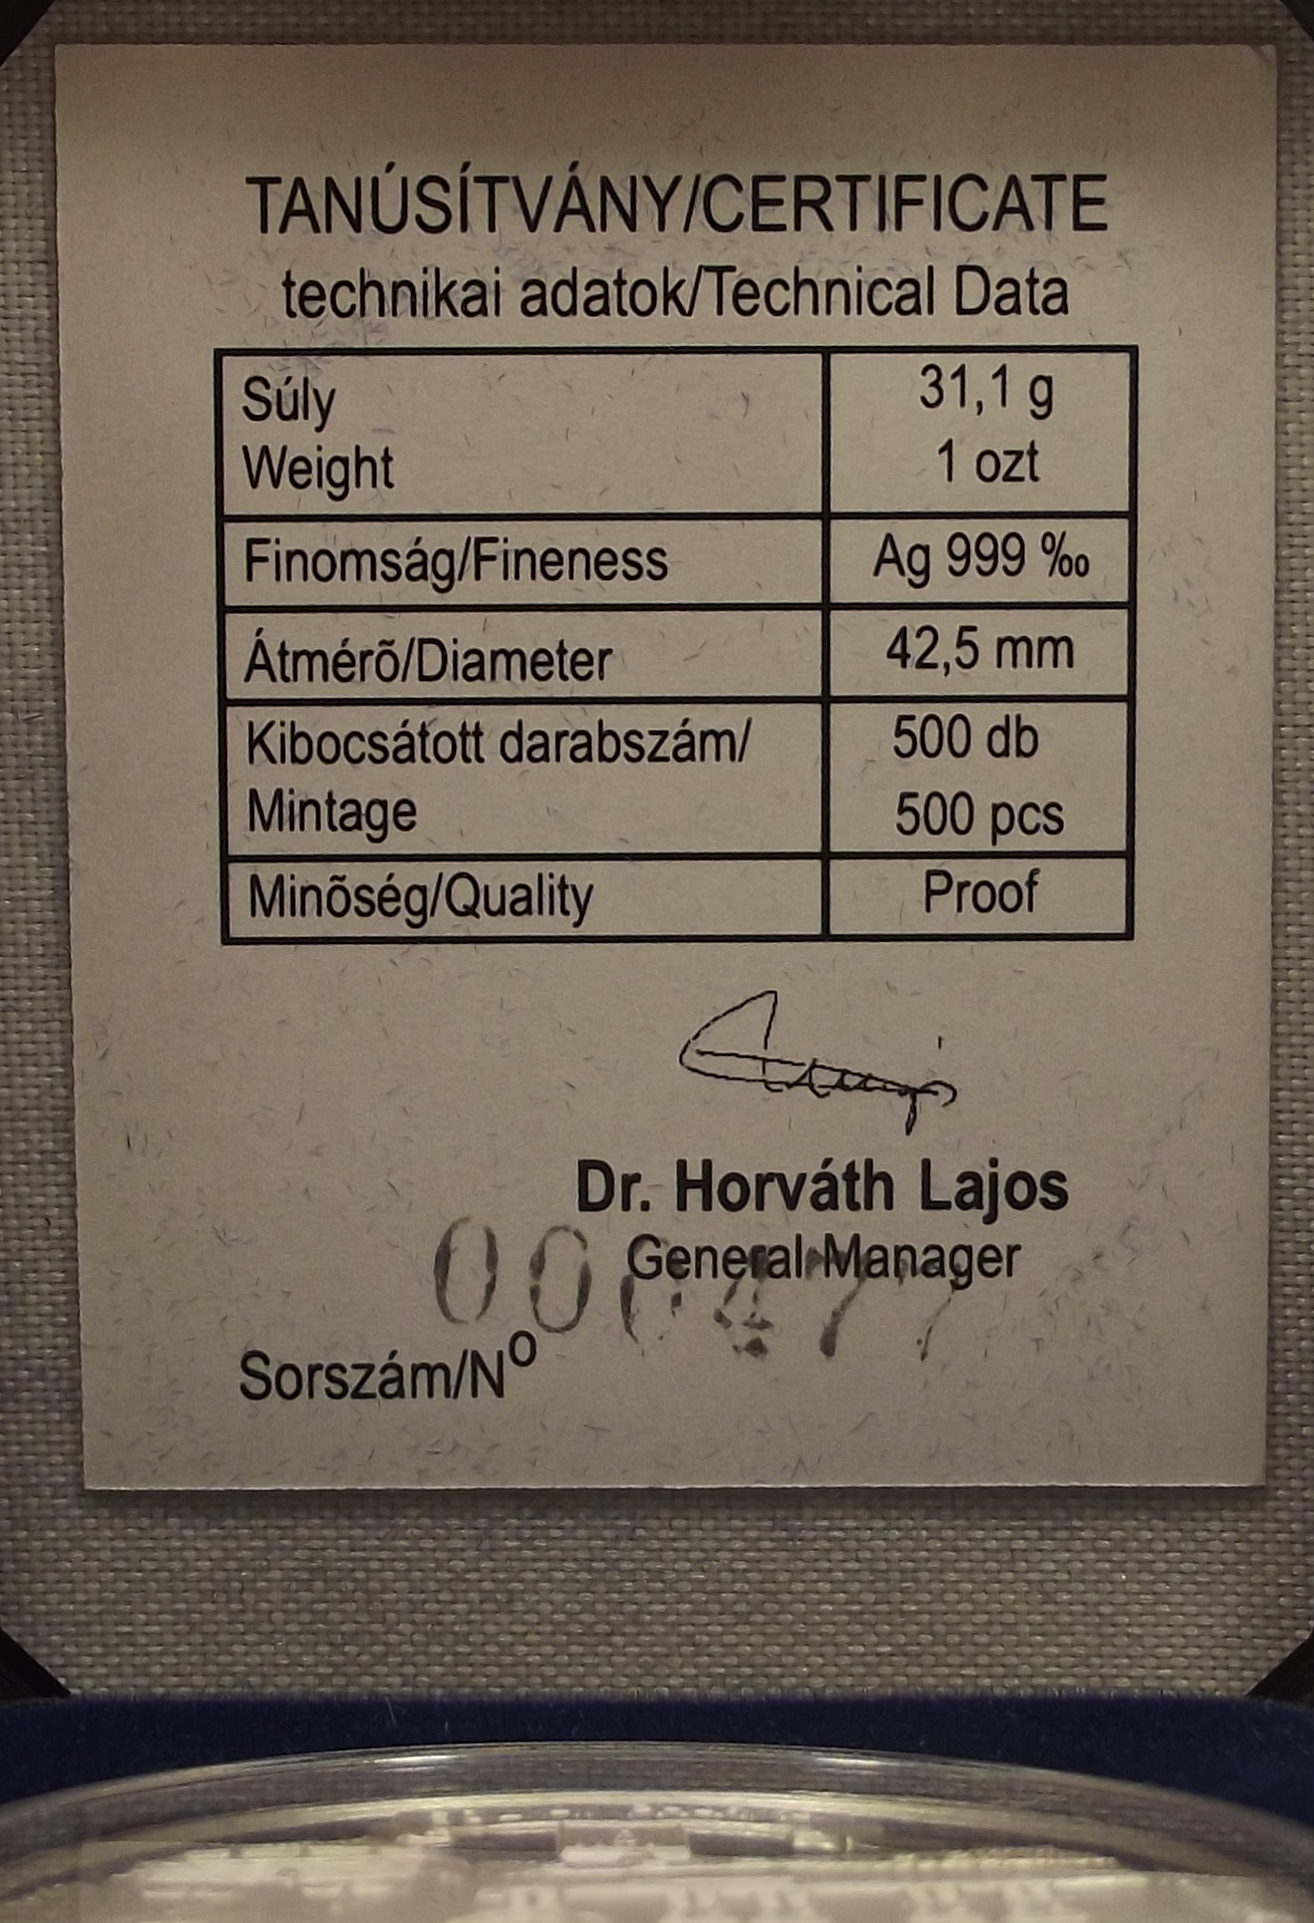 TANÚSÍTVÁNY/CERTIFICATE
technikai adatok/Technical Data
Súly 31,1 g
Weight 1 ozt
Finomság/Fineness Ag 999 ‰
Átmérõ/Diameter 42,5 mm
Kibocsátott darabszám/ 500 db
Mintage 500 pcs
Minõség/Quality Proof
Dr. Horváth Lajos
General Manager
Sorszám/Nº